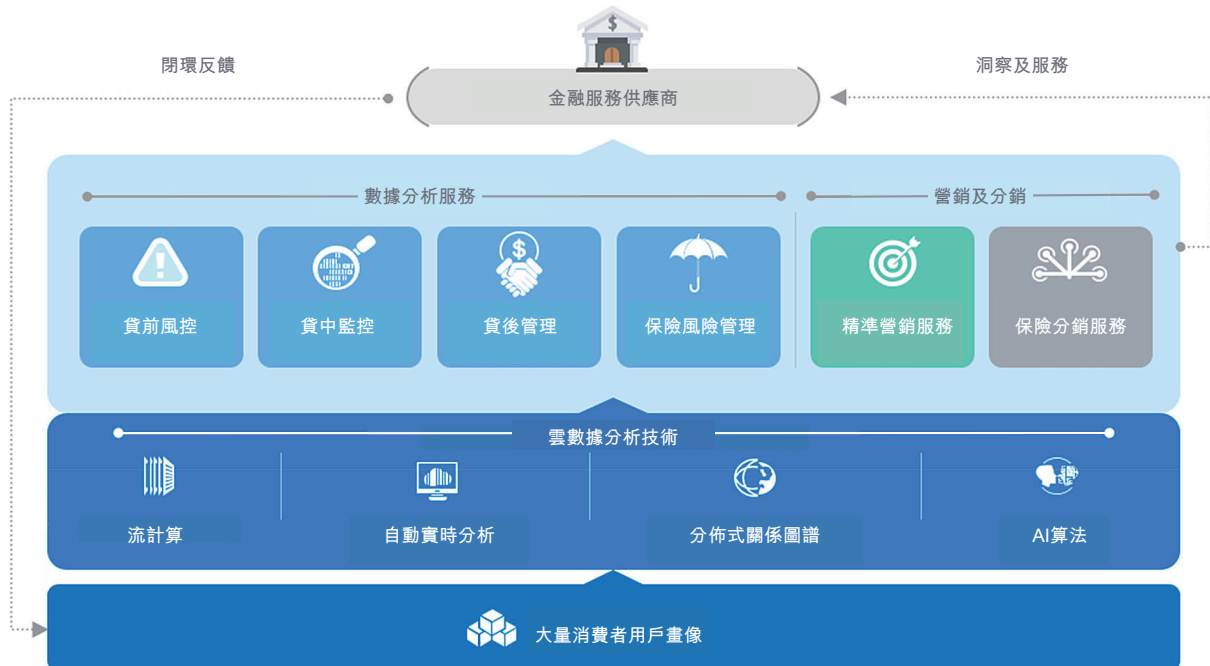 閉環反饋
洞察及服務
$
金融服務供應商
數據分析服務
營銷及分銷
$
貸前風控
貸中監控
貸後管理
保險風險管理
精準營銷服務
保險分銷服務
雲數據分析技術
流計算
自動實時分析
分佈式關係圖譜
AI算法
大量消費者用戶畫像